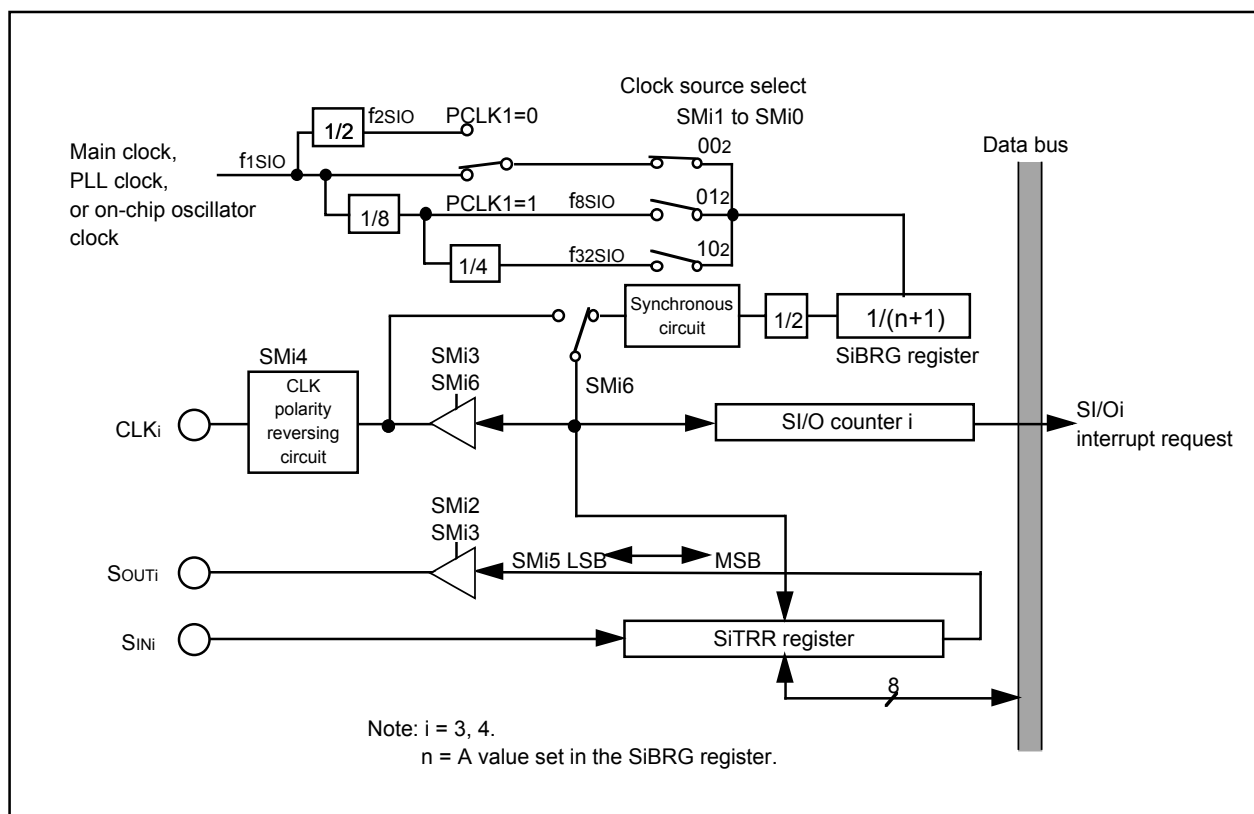 Clock source select
SMi1 to SMi0
Data bus
Main clock,
PLL clock,
or on-chip oscillator
clock
f1SIO
1/2
f2SIO
PCLK1=0
002
1/8
PCLK1=1
f8SIO
012
1/4
f32SIO
102
Synchronous
circuit
1/2
1/(n+1)
SiBRG register
SMi4
CLK
polarity
reversing
circuit
CLKi
SMi3
SMi6
SMi6
SI/O counter i
SI/Oi
interrupt request
SMi2
SMi3
SOUTi
SMi5 LSB
MSB
SINi
SiTRR register
8
Note: i = 3, 4.
n = A value set in the SiBRG register.